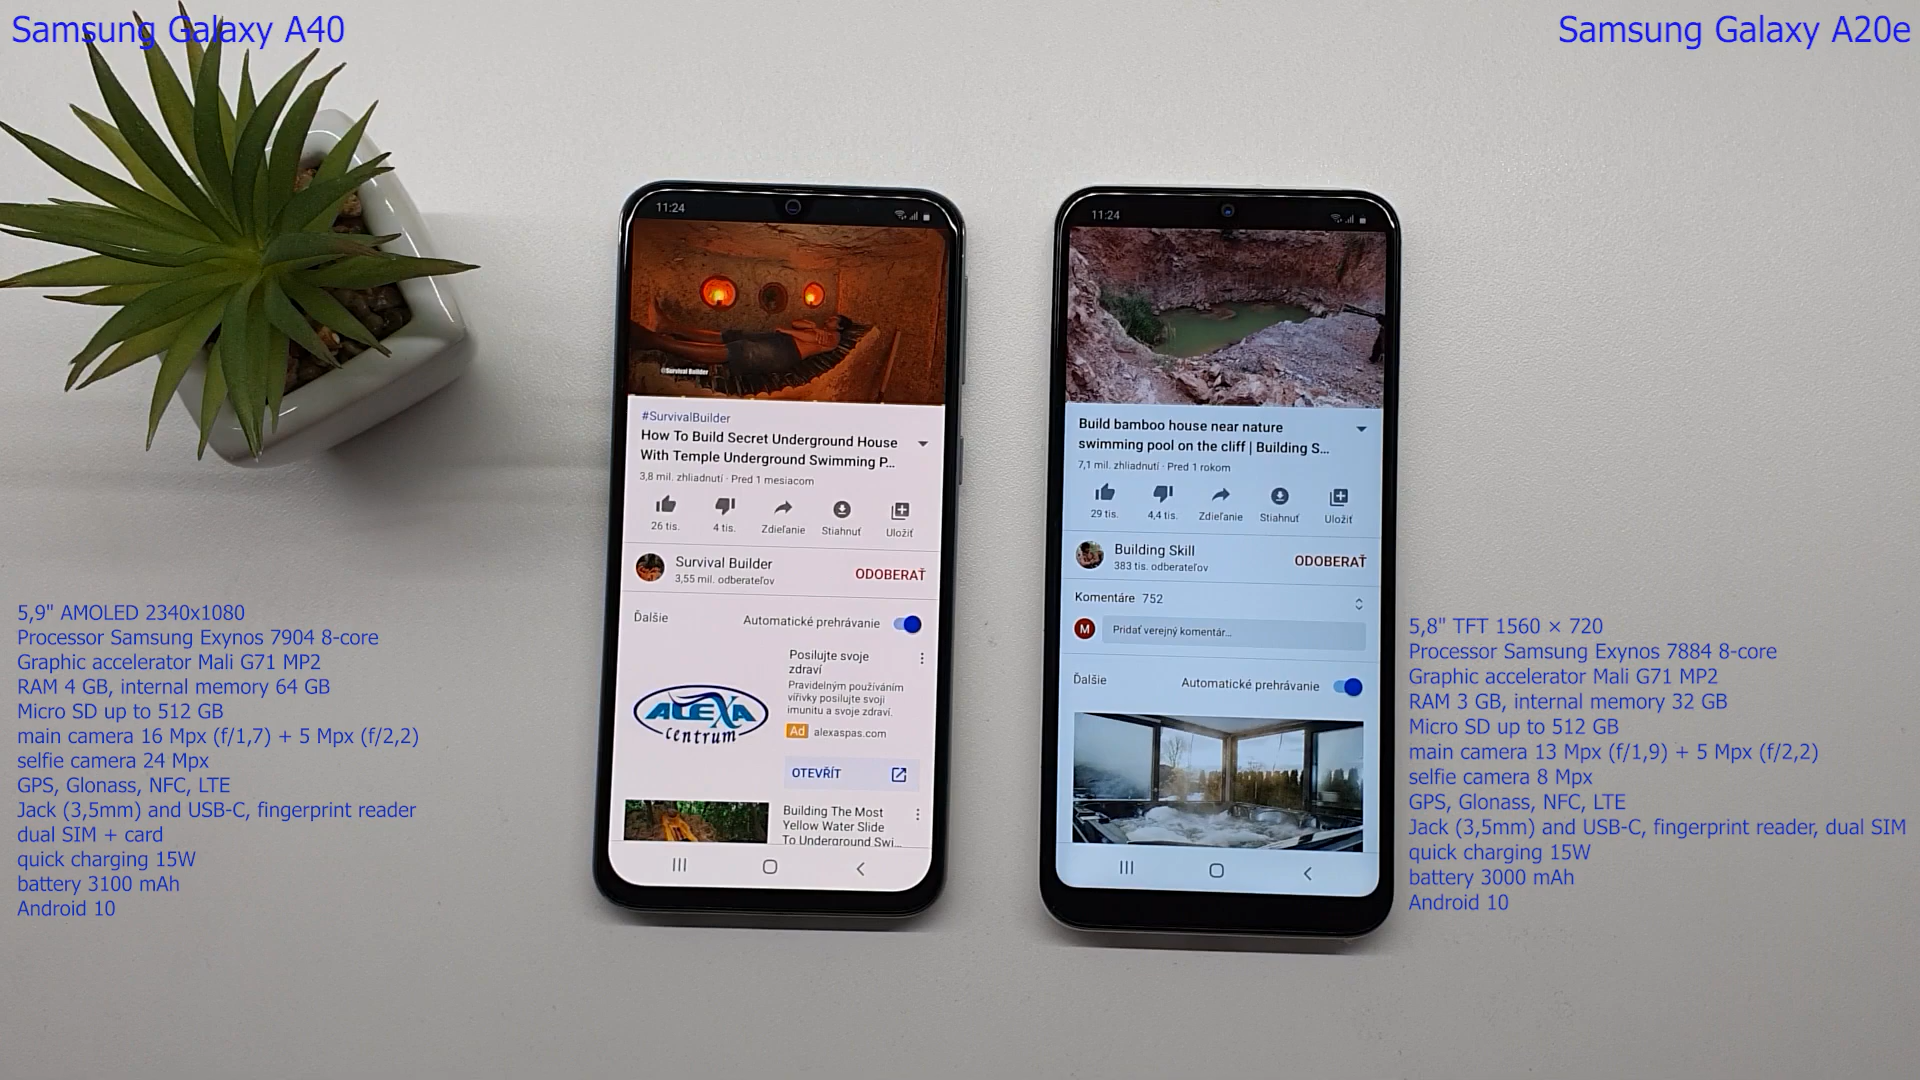 Samsung Galaxy A40
Samsung Galaxy A20e
11:24
©Survival Builder
#SurvivalBuilder
How To Build Secret Underground House
With Temple Underground Swimming P...
3,8 mil. zhliadnutí · Pred 1 mesiacom
26 tis.
4 tis.
Zdieľanie
Stiahnuť
Uložiť
Survival Builder
3,55 mil. odberateľov
ODOBERAŤ
Ďalšie
Automatické prehrávanie
Posilujte svoje
zdraví
Pravidelným používáním
vířivky posilujte svoji
imunitu a svoje zdraví.
Ad alexaspas.com
ALEXA
centrum
OTEVŘÍT
Building The Most
Yellow Water Slide
To Underground Swi...
11:24
Build bamboo house near nature
swimming pool on the cliff | Building S...
7,1 mil. zhliadnutí · Pred 1 rokom
29 tis.
4,4 tis.
Zdieľanie
Stiahnuť
Uložiť
Building Skill
383 tis. odberateľov
ODOBERAŤ
Komentáre 752
M
Pridať verejný komentár...
Ďalšie
Automatické prehrávanie
5,9" AMOLED 2340x1080
Processor Samsung Exynos 7904 8-core
Graphic accelerator Mali G71 MP2
RAM 4 GB, internal memory 64 GB
Micro SD up to 512 GB
main camera 16 Mpx (f/1,7) + 5 Mpx (f/2,2)
selfie camera 24 Mpx
GPS, Glonass, NFC, LTE
Jack (3,5mm) and USB-C, fingerprint reader
dual SIM + card
quick charging 15W
battery 3100 mAh
Android 10
5,8" TFT 1560 × 720
Processor Samsung Exynos 7884 8-core
Graphic accelerator Mali G71 MP2
RAM 3 GB, internal memory 32 GB
Micro SD up to 512 GB
main camera 13 Mpx (f/1,9) + 5 Mpx (f/2,2)
selfie camera 8 Mpx
GPS, Glonass, NFC, LTE
Jack (3,5mm) and USB-C, fingerprint reader, dual SIM
quick charging 15W
battery 3000 mAh
Android 10